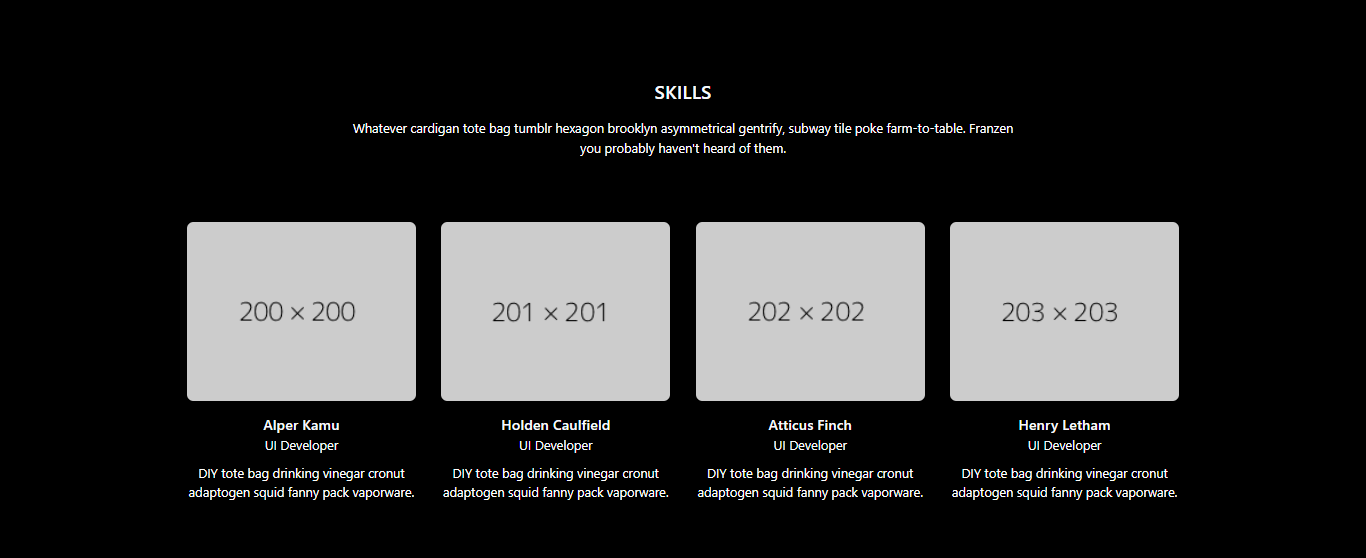 SKILLS
Whatever cardigan tote bag tumblr hexagon brooklyn asymmetrical gentrify, subway tile poke farm-to-table. Franzen
you probably haven't heard of them.
200 × 200
201 × 201
202 × 202
203 × 203
Alper Kamu
UI Developer
DIY tote bag drinking vinegar cronut
adaptogen squid fanny pack vaporware.
Holden Caulfield
UI Developer
DIY tote bag drinking vinegar cronut
adaptogen squid fanny pack vaporware.
Atticus Finch
UI Developer
DIY tote bag drinking vinegar cronut
adaptogen squid fanny pack vaporware.
Henry Letham
UI Developer
DIY tote bag drinking vinegar cronut
adaptogen squid fanny pack vaporware.